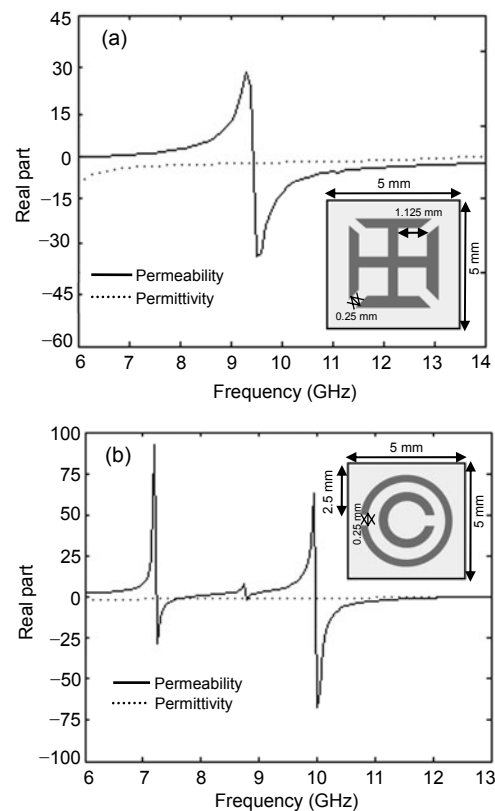 (a)
45
30
15
0
−15
−30
−45
−60
Real part
Permeability
Permittivity
5 mm
1.125 mm
5 mm
0.25 mm
6 7 8 9 10 11 12 13 14
Frequency (GHz)
(b)
100
75
50
25
0
−25
−50
−75
−100
Real part
5 mm
2.5 mm
0.25 mm
5 mm
Permeability
Permittivity
6 7 8 9 10 11 12 13
Frequency (GHz)